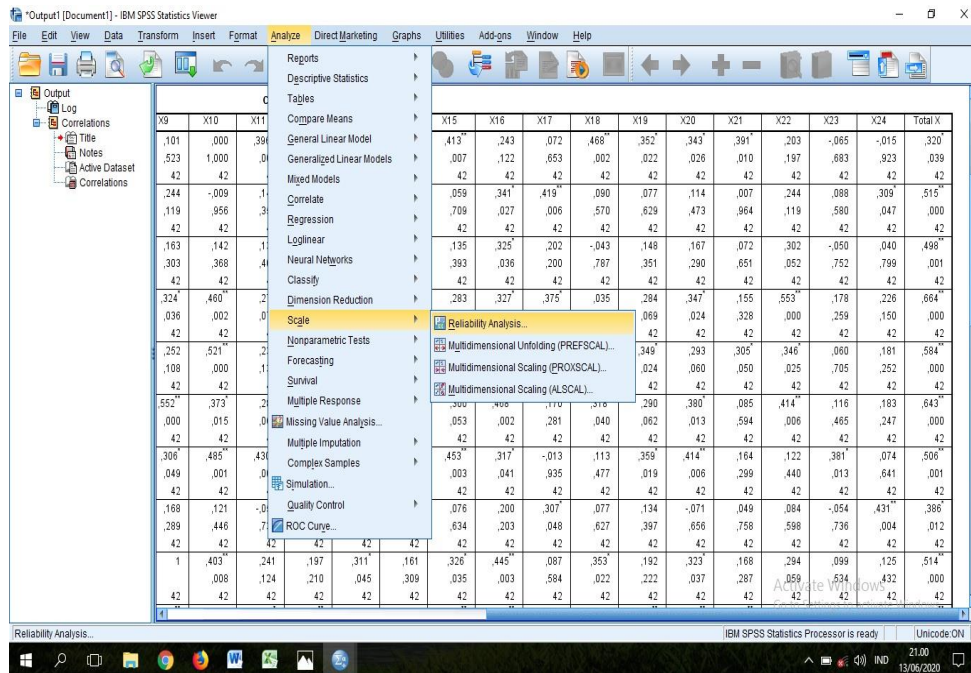 *Output1 [Document1] - IBM SPSS Statistics Viewer
File Edit View Data Transform Insert Format Analyze Direct Marketing Graphs Utilities Add-ons Window Help
Output
Log
Correlations
Title
Notes
Active Dataset
Correlations
Reports
Descriptive Statistics
Tables
Compare Means
General Linear Model
Generalized Linear Models
Mixed Models
Correlate
Regression
Loglinear
Neural Networks
Classify
Dimension Reduction
Scale
Nonparametric Tests
Forecasting
Survival
Multiple Response
Missing Value Analysis...
Multiple Imputation
Complex Samples
Simulation...
Quality Control
ROC Curve...
Reliability Analysis...
Multidimensional Unfolding (PREFSCAL)...
Multidimensional Scaling (PROXSCAL)...
Multidimensional Scaling (ALSCAL)...
X9 X10 X11 X15 X16 X17 X18 X19 X20 X21 X22 X23 X24 Total X
,101 ,000 ,413** ,243 ,072 ,468** ,352* ,343* ,391* ,203 -,065 -,015 ,320*
,523 1,000 ,007 ,122 ,653 ,002 ,022 ,026 ,010 ,197 ,683 ,923 ,039
42 42 42 42 42 42 42 42 42 42 42 42 42
,244 -,009 ,059 ,341* ,419** ,090 ,077 ,114 ,007 ,244 ,088 ,309* ,515**
,119 ,956 ,709 ,027 ,006 ,570 ,629 ,473 ,964 ,119 ,580 ,047 ,000
42 42 42 42 42 42 42 42 42 42 42 42 42
,163 ,142 ,135 ,325* ,202 -,043 ,148 ,167 ,072 ,302 -,050 ,040 ,498**
,303 ,368 ,393 ,036 ,200 ,787 ,351 ,290 ,651 ,052 ,752 ,799 ,001
42 42 42 42 42 42 42 42 42 42 42 42 42
,324* ,460** ,283 ,327* ,375* ,035 ,284 ,347* ,155 ,553** ,178 ,226 ,664**
,036 ,002 ,069 ,024 ,328 ,000 ,259 ,150 ,000
42 42 42 42 42 42 42 42 42
,252 ,521** ,349* ,293 ,305* ,346* ,060 ,181 ,584**
,108 ,000 ,024 ,060 ,050 ,025 ,705 ,252 ,000
42 42 42 42 42 42 42 42 42
,552** ,373* ,290 ,380* ,085 ,414** ,116 ,183 ,643**
,000 ,015 ,053 ,002 ,281 ,040 ,062 ,013 ,594 ,006 ,465 ,247 ,000
42 42 42 42 42 42 42 42 42 42 42 42 42
,306* ,485** ,453** ,317* -,013 ,113 ,359* ,414** ,164 ,122 ,381* ,074 ,506**
,049 ,001 ,003 ,041 ,935 ,477 ,019 ,006 ,299 ,440 ,013 ,641 ,001
42 42 42 42 42 42 42 42 42 42 42 42 42
,168 ,121 ,076 ,200 ,307* ,077 ,134 -,071 ,049 ,084 -,054 ,431** ,386*
,289 ,446 ,634 ,203 ,048 ,627 ,397 ,656 ,758 ,598 ,736 ,004 ,012
42 42 42 42 42 42 42 42 42 42 42 42 42 42 42 42
1 ,403** ,241 ,197 ,311* ,161 ,326* ,445** ,087 ,353* ,192 ,323* ,168 ,294 ,099 ,125 ,514**
,008 ,124 ,210 ,045 ,309 ,035 ,003 ,584 ,022 ,222 ,037 ,287 ,059 ,534 ,432 ,000
42 42 42 42 42 42 42 42 42 42 42 42 42 42 42 42 42
Activate Windows
Reliability Analysis... IBM SPSS Statistics Processor is ready Unicode:ON
IND 21.00
13/06/2020